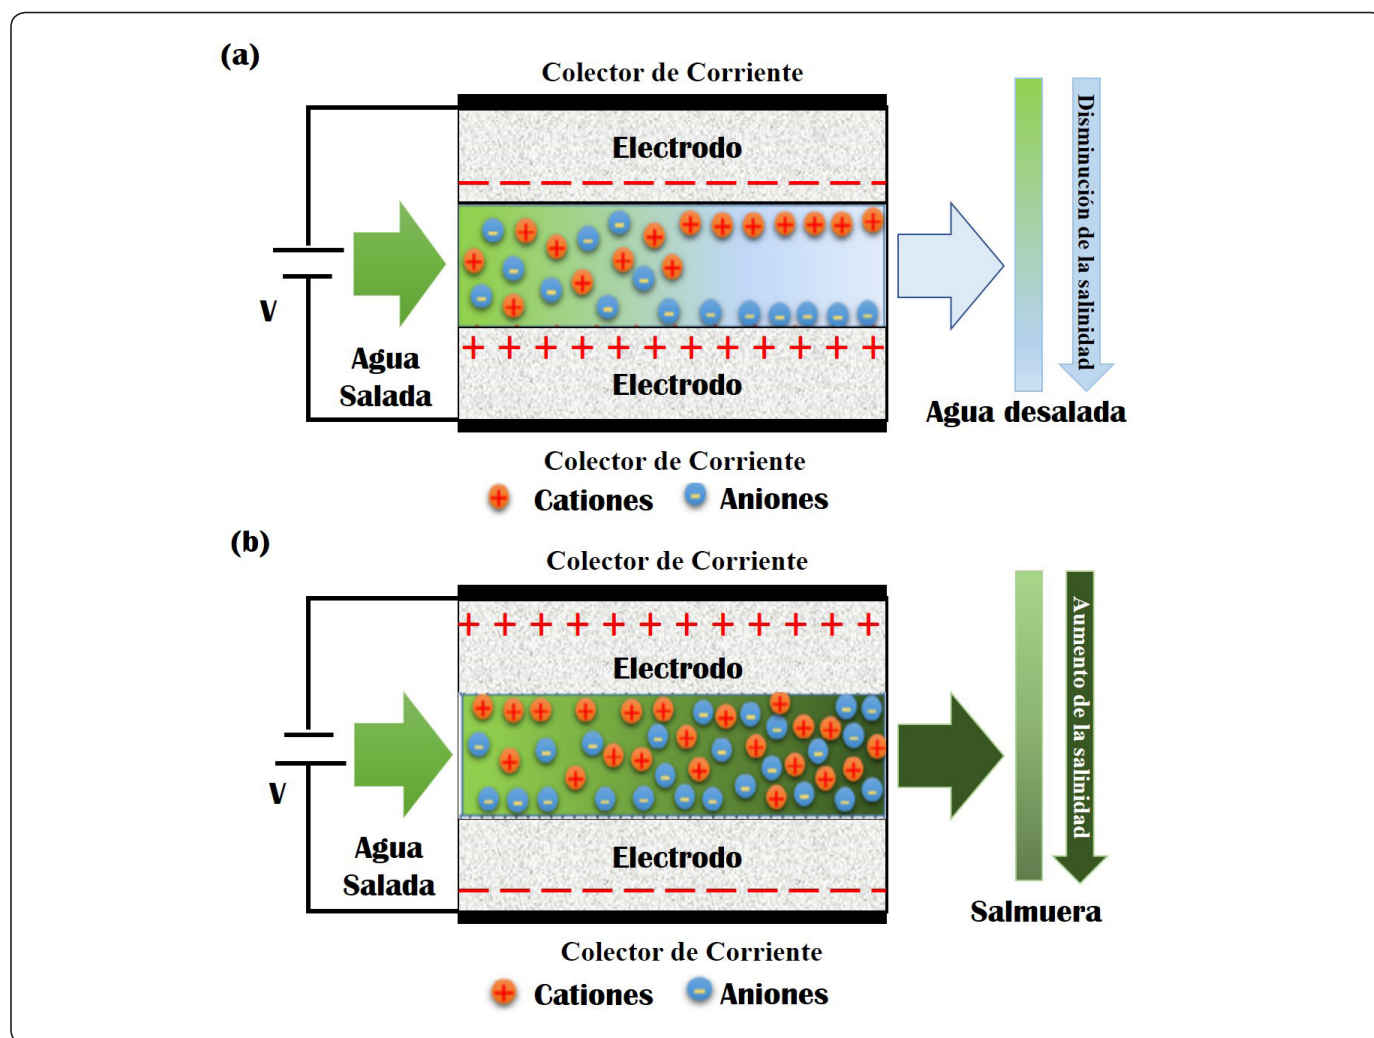 (a)
Colector de Corriente
Electrodo
V
Agua
Salada
Electrodo
Disminución de la salinidad
Agua desalada
Colector de Corriente
Cationes Aniones
(b)
Colector de Corriente
Electrodo
V
Agua
Salada
Electrodo
Aumento de la salinidad
Salmuera
Colector de Corriente
Cationes Aniones